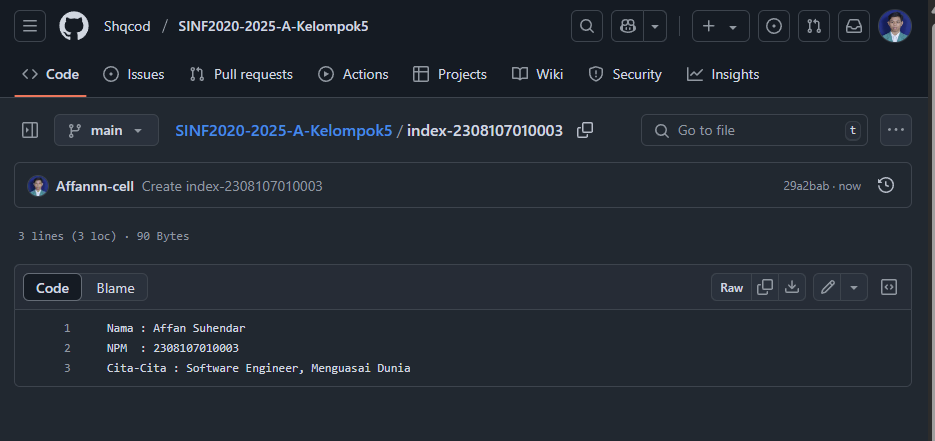 Shqcod / SINF2020-2025-A-Kelompok5
Code Issues Pull requests Actions Projects Wiki Security Insights
main SINF2020-2025-A-Kelompok5 / index-2308107010003 Go to file t
Affannn-cell Create index-2308107010003 29a2bab · now
3 lines (3 loc) · 90 Bytes
Code Blame Raw
1 Nama : Affan Suhendar
2 NPM  : 2308107010003
3 Cita-Cita : Software Engineer, Menguasai Dunia